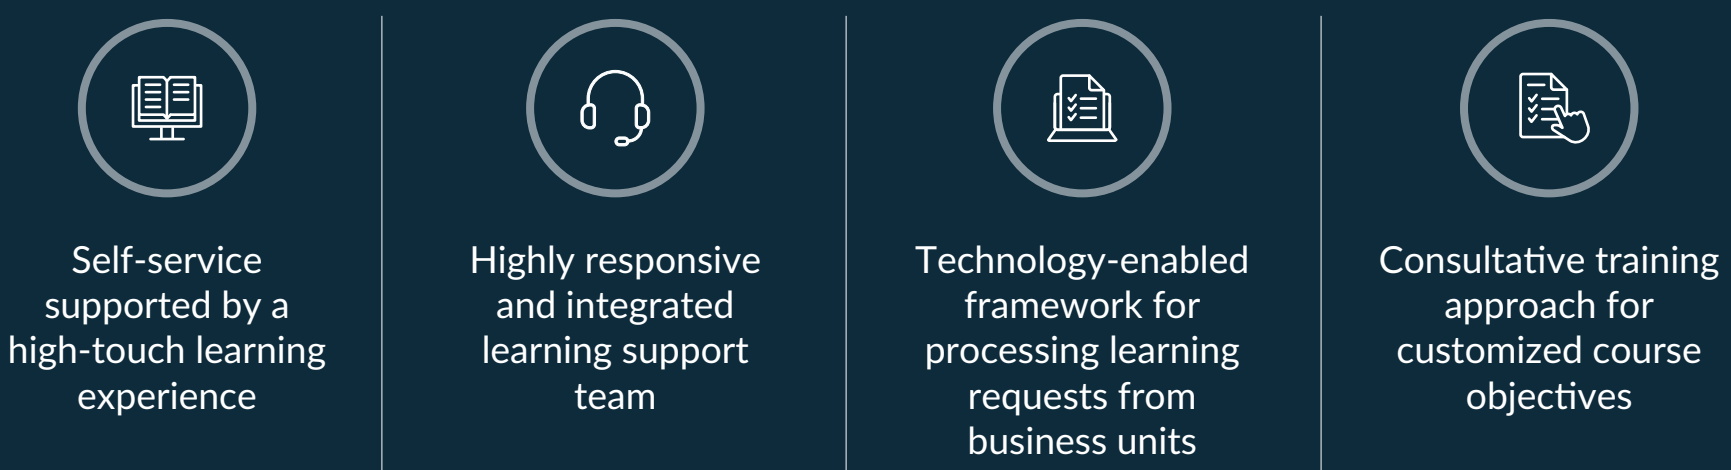 Self-service
supported by a
high-touch learning
experience
Highly responsive
and integrated
learning support
team
Technology-enabled
framework for
processing learning
requests from
business units
Consultative training
approach for
customized course
objectives